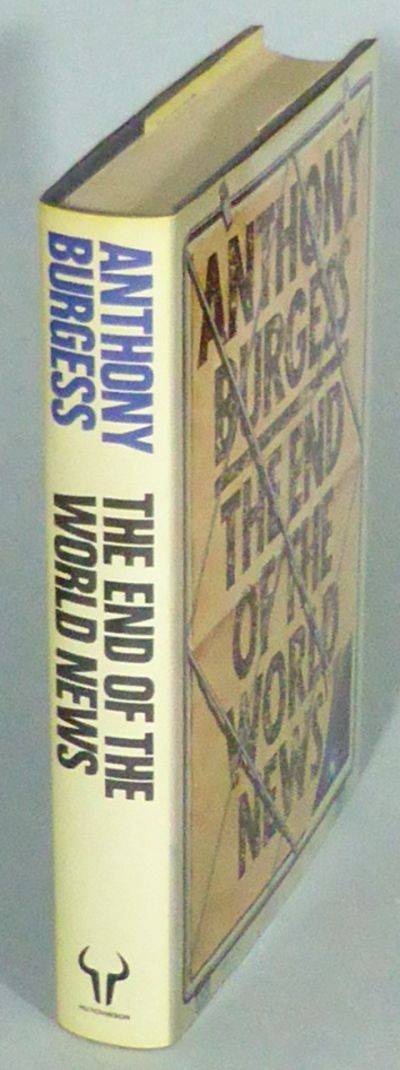 ANTHONY
BURGESS
THE END OF THE
WORLD NEWS
HUTCHINSON
ANTHONY
BURGESS
THE END
OF THE
WORLD
NEWS